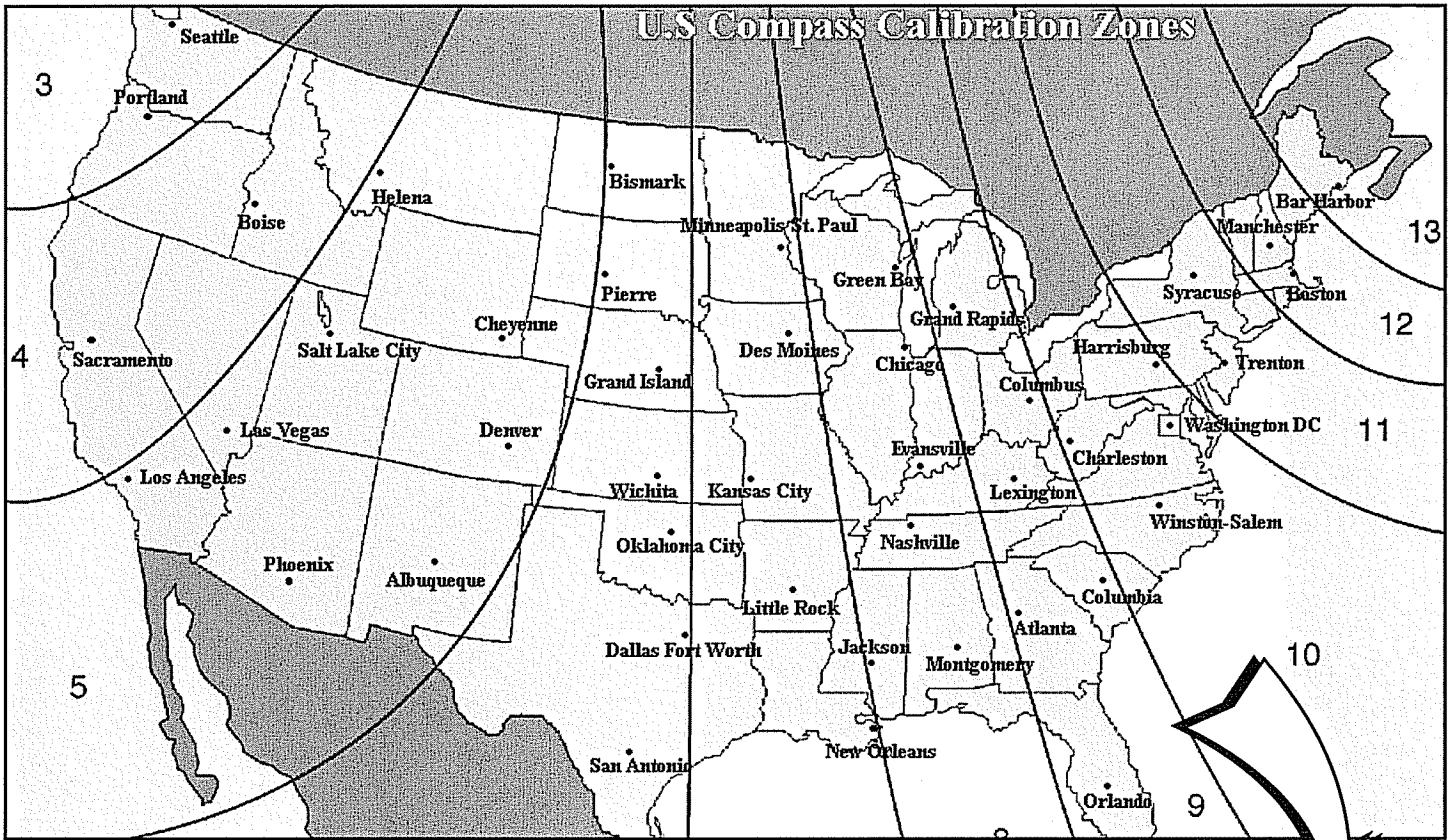 U.S Compass Calibration Zones
Seattle
3
Portland
Bismark
Helena
Bar Harbor
Boise
Minneapolis St. Paul
Manchester
13
Green Bay
Pierre
Syracuse
Boston
Grand Rapids
12
Cheyenne
4
Sacramento
Salt Lake City
Des Moines
Chicago
Harrisburg
Trenton
Grand Island
Columbus
Las Vegas
Denver
Washington DC
11
Evansville
Charleston
Los Angeles
Wichita
Kansas City
Lexington
Winston-Salem
Oklahoma City
Nashville
Phoenix
Albuqueque
Little Rock
Columbia
Atlanta
Dallas Fort Worth
Jackson
Montgomery
10
5
New Orleans
San Antonio
Orlando
9